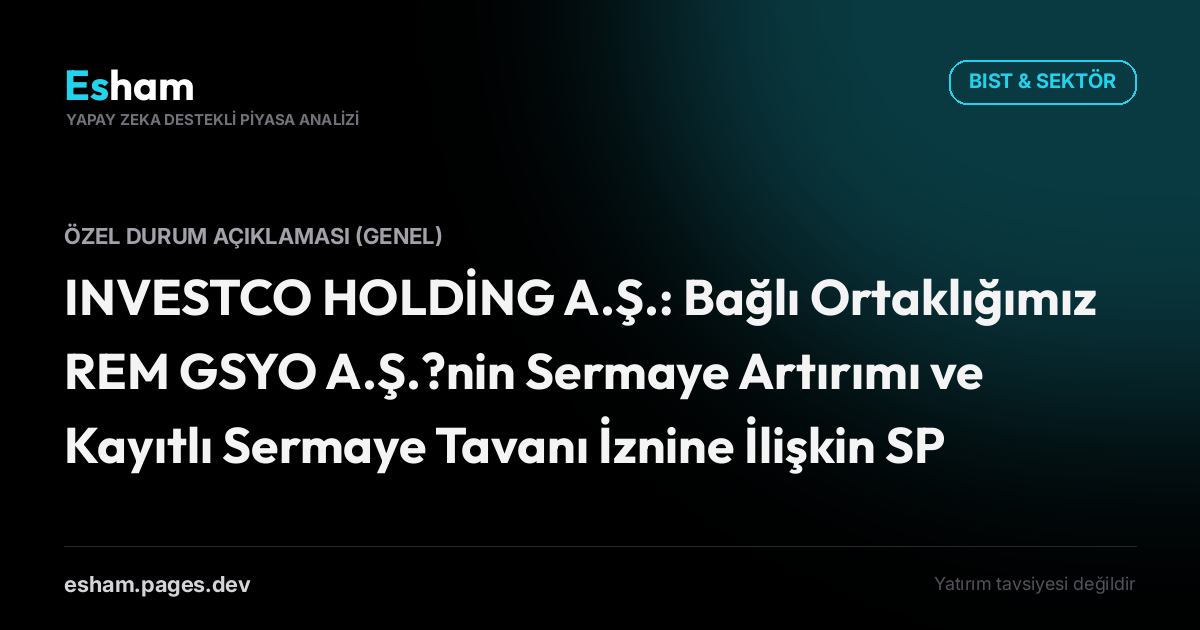 Esham
YAPAY ZEKA DESTEKLİ PİYASA ANALİZİ
BIST & SEKTÖR
ÖZEL DURUM AÇIKLAMASI (GENEL)
INVESTCO HOLDİNG A.Ş.: Bağlı Ortaklığımız
REM GSYO A.Ş.?nin Sermaye Artırımı ve
Kayıtlı Sermaye Tavanı İznine İlişkin SP
esham.pages.dev
Yatırım tavsiyesi değildir